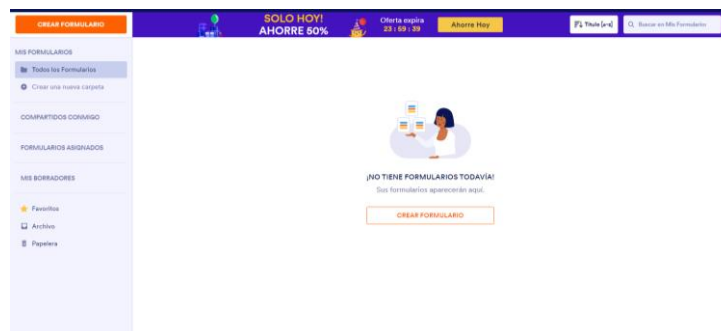 CREAR FORMULARIO
SOLO HOY!
AHORRE 50%
Oferta expira
23 : 59 : 39
Ahorre Hoy
Título [a-z]
Buscar en Mis Formularios
MIS FORMULARIOS
Todos los Formularios
Crear una nueva carpeta
COMPARTIDOS CONMIGO
FORMULARIOS ASIGNADOS
MIS BORRADORES
Favoritos
Archivo
Papelera
¡NO TIENE FORMULARIOS TODAVÍA!
Sus formularios aparecerán aquí.
CREAR FORMULARIO